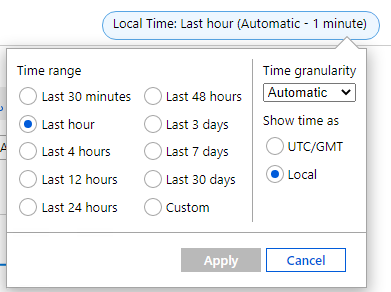 Local Time: Last hour (Automatic - 1 minute)
Time range
Last 30 minutes
Last hour
Last 4 hours
Last 12 hours
Last 24 hours
Last 48 hours
Last 3 days
Last 7 days
Last 30 days
Custom
Time granularity
Automatic
Show time as
UTC/GMT
Local
Apply
Cancel